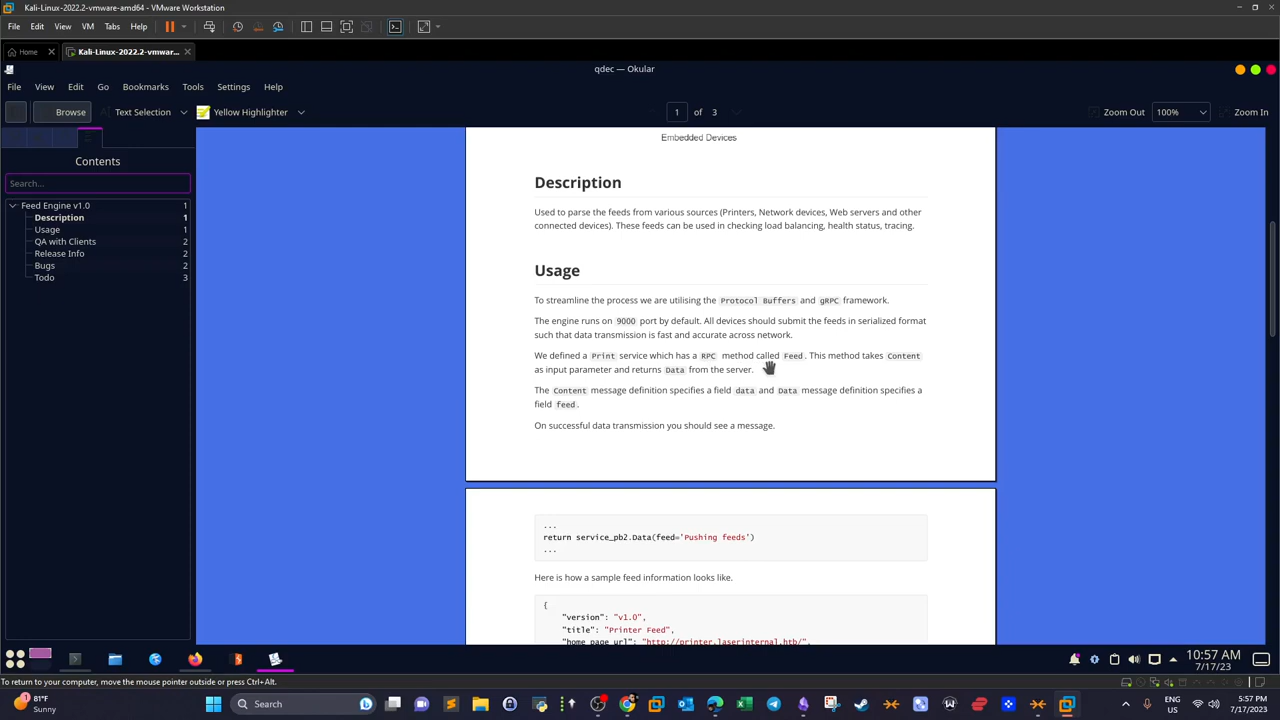 Kali-Linux-2022.2-vmware-amd64 - VMware Workstation
File Edit View VM Tabs Help
Home
Kali-Linux-2022.2-vmwar...
qdec — Okular
File View Edit Go Bookmarks Tools Settings Help
Browse Text Selection Yellow Highlighter 1 of 3 Zoom Out 100% Zoom In
Contents
Search...
Feed Engine v1.0 1
Description 1
Usage 1
QA with Clients 2
Release Info 2
Bugs 2
Todo 3
Embedded Devices
Description
Used to parse the feeds from various sources (Printers, Network devices, Web servers and other
connected devices). These feeds can be used in checking load balancing, health status, tracing.
Usage
To streamline the process we are utilising the Protocol Buffers and gRPC framework.
The engine runs on 9000 port by default. All devices should submit the feeds in serialized format
such that data transmission is fast and accurate across network.
We defined a Print service which has a RPC method called Feed. This method takes Content
as input parameter and returns Data from the server.
The Content message definition specifies a field data and Data message definition specifies a
field feed.
On successful data transmission you should see a message.
...
return service_pb2.Data(feed='Pushing feeds')
...
Here is how a sample feed information looks like.
{
"version": "v1.0",
"title": "Printer Feed",
"home_page_url": "http://printer.laserinternal.htb/",
10:57 AM
7/17/23
To return to your computer, move the mouse pointer outside or press Ctrl+Alt.
81°F
Sunny
Search
ENG
US
5:57 PM
7/17/2023